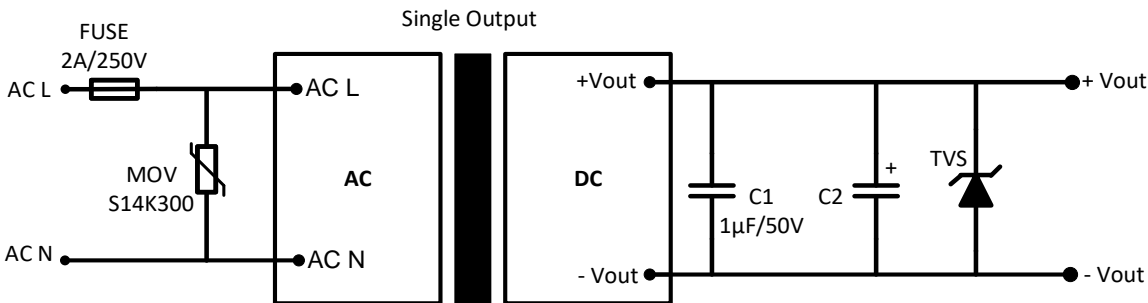 Single Output
FUSE
2A/250V
AC L
AC L
+Vout
+ Vout
MOV
S14K300
AC
DC
C1
1µF/50V
C2
+
TVS
AC N
AC N
- Vout
- Vout